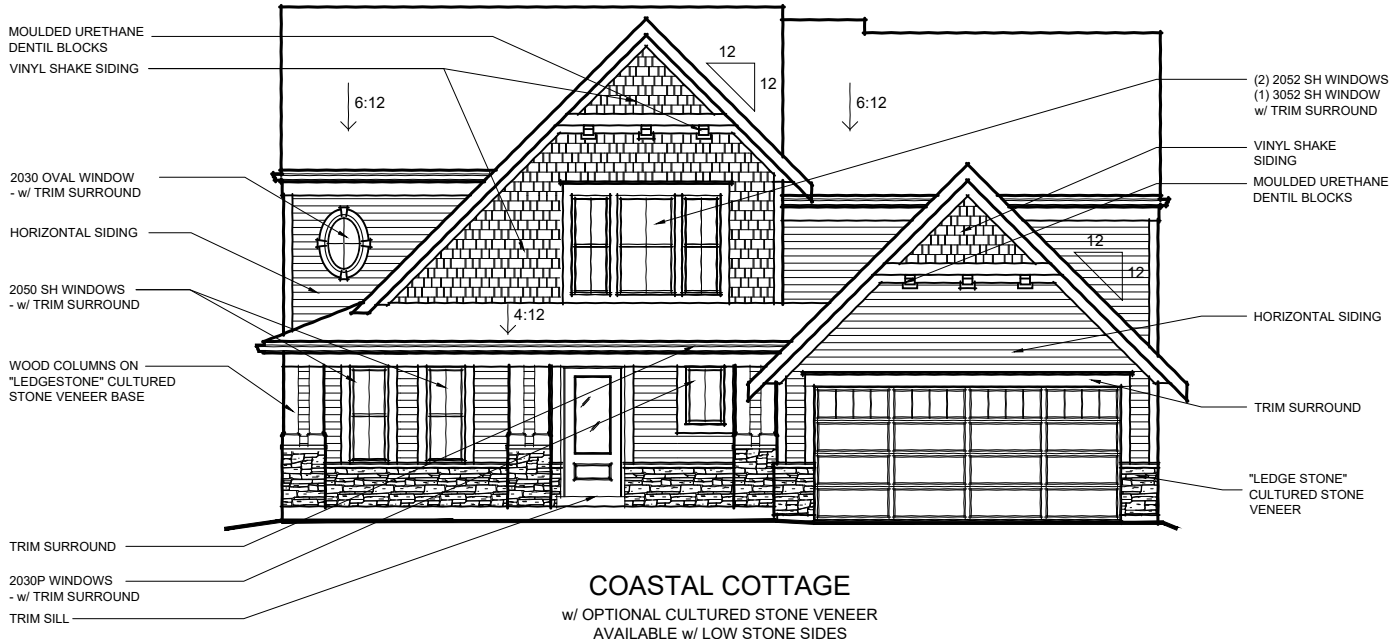 MOULDED URETHANE
DENTIL BLOCKS
VINYL SHAKE SIDING
6:12
2030 OVAL WINDOW
- w/ TRIM SURROUND
HORIZONTAL SIDING
2050 SH WINDOWS
- w/ TRIM SURROUND
WOOD COLUMNS ON
"LEDGESTONE" CULTURED
STONE VENEER BASE
TRIM SURROUND
2030P WINDOWS
- w/ TRIM SURROUND
TRIM SILL
12
12
4:12
6:12
12
12
(2) 2052 SH WINDOWS
(1) 3052 SH WINDOW
w/ TRIM SURROUND
VINYL SHAKE
SIDING
MOULDED URETHANE
DENTIL BLOCKS
HORIZONTAL SIDING
TRIM SURROUND
"LEDGE STONE"
CULTURED STONE
VENEER
COASTAL COTTAGE
w/ OPTIONAL CULTURED STONE VENEER
AVAILABLE w/ LOW STONE SIDES